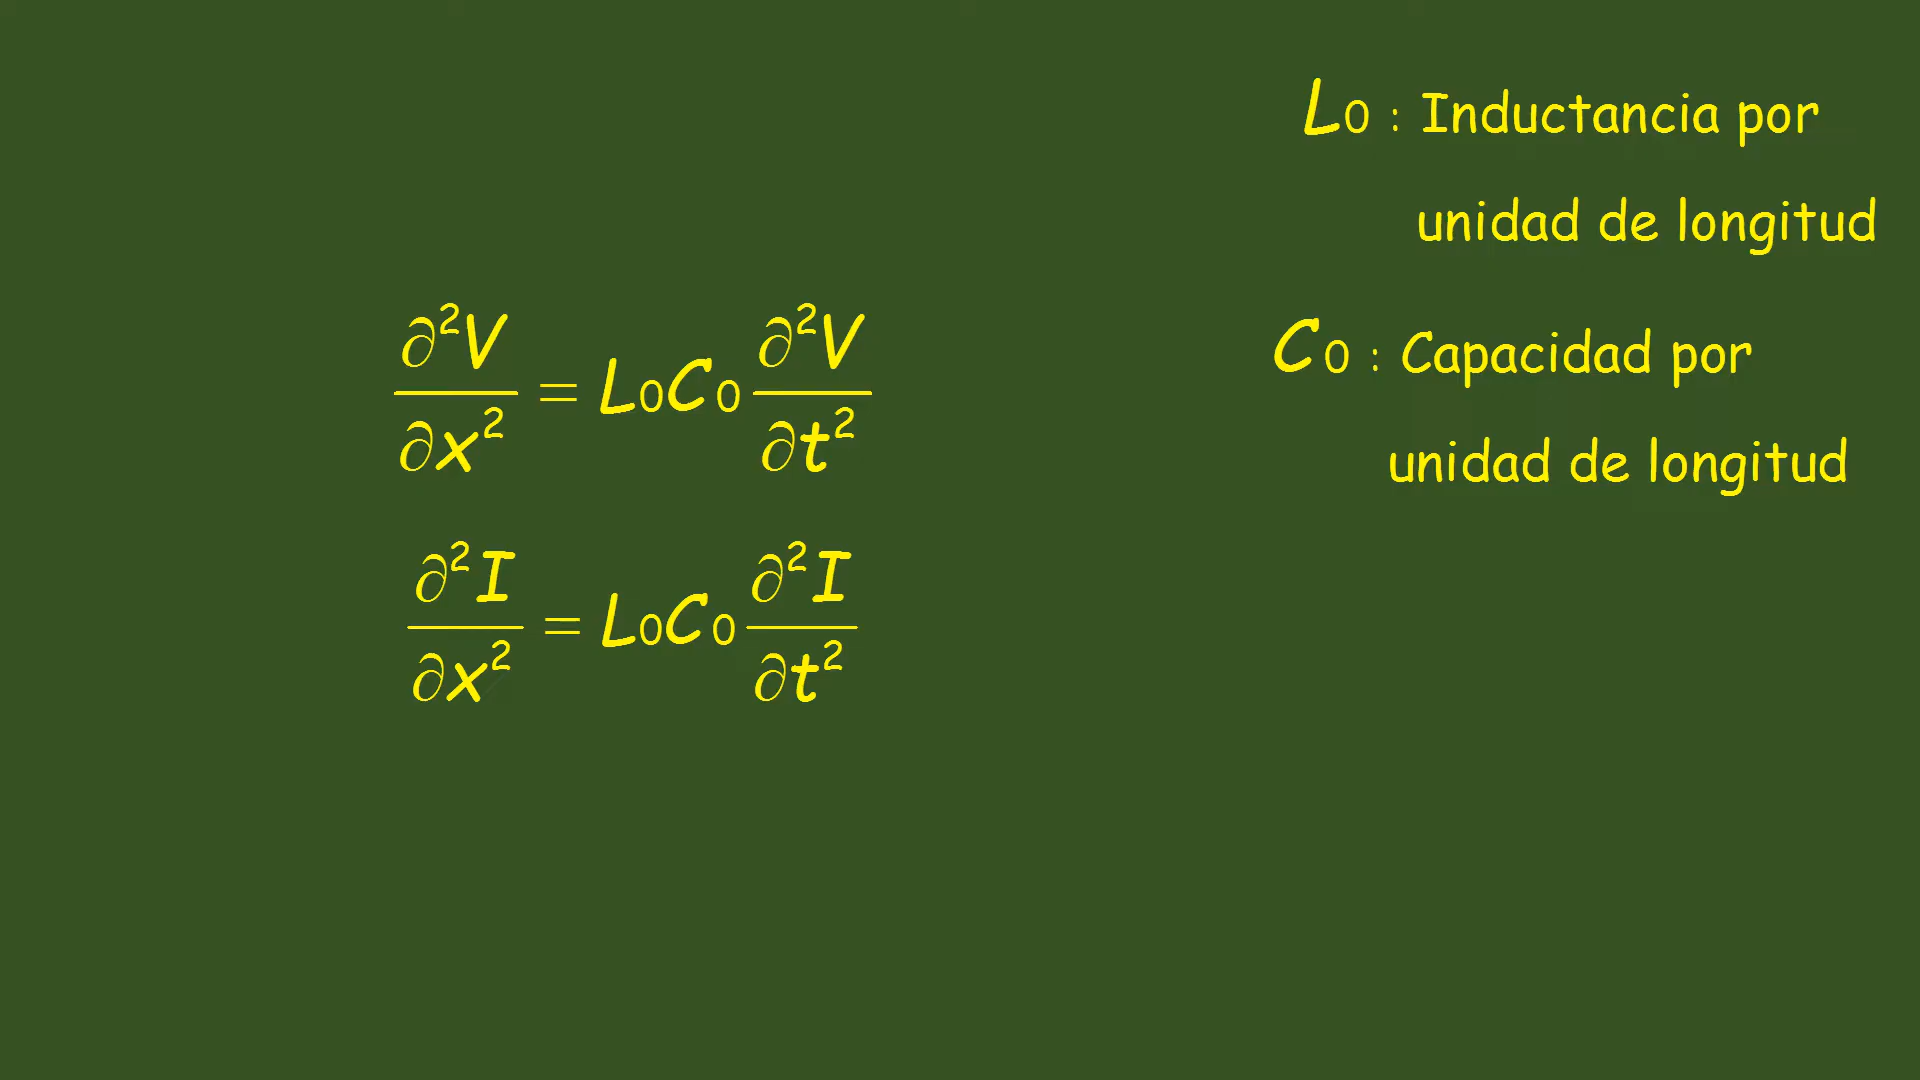 L₀ : Inductancia por
unidad de longitud
∂²V/∂x² = L₀C₀ ∂²V/∂t²
C₀ : Capacidad por
unidad de longitud
∂²I/∂x² = L₀C₀ ∂²I/∂t²